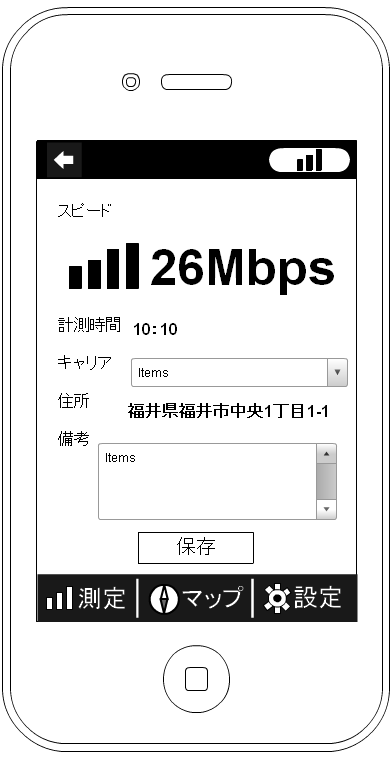 スピード
26Mbps
計測時間 10:10
キャリア Items
住所 福井県福井市中央1丁目1-1
備考
Items
保存
測定 マップ 設定